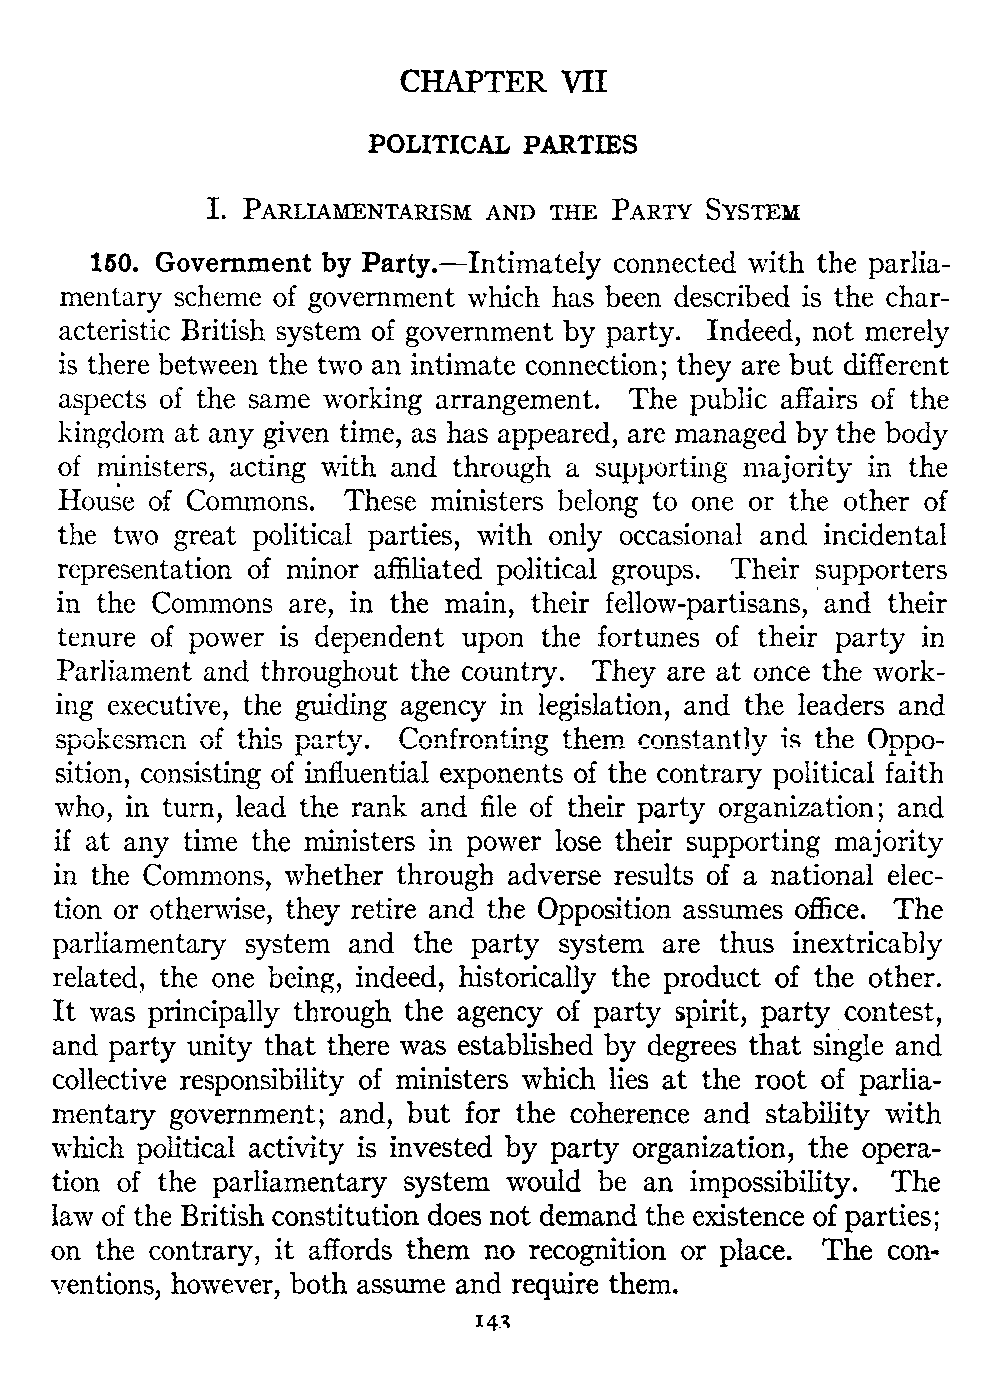 CHAPTER VII
POLITICAL PARTIES
I. PARLIAMENTARISM AND THE PARTY SYSTEM
150. Government by Party.—Intimately connected with the parlia-
mentary scheme of government which has been described is the char-
acteristic British system of government by party. Indeed, not merely
is there between the two an intimate connection; they are but different
aspects of the same working arrangement. The public affairs of the
kingdom at any given time, as has appeared, are managed by the body
of ministers, acting with and through a supporting majority in the
House of Commons. These ministers belong to one or the other of
the two great political parties, with only occasional and incidental
representation of minor affiliated political groups. Their supporters
in the Commons are, in the main, their fellow-partisans, and their
tenure of power is dependent upon the fortunes of their party in
Parliament and throughout the country. They are at once the work-
ing executive, the guiding agency in legislation, and the leaders and
spokesmen of this party. Confronting them constantly is the Oppo-
sition, consisting of influential exponents of the contrary political faith
who, in turn, lead the rank and file of their party organization; and
if at any time the ministers in power lose their supporting majority
in the Commons, whether through adverse results of a national elec-
tion or otherwise, they retire and the Opposition assumes office. The
parliamentary system and the party system are thus inextricably
related, the one being, indeed, historically the product of the other.
It was principally through the agency of party spirit, party contest,
and party unity that there was established by degrees that single and
collective responsibility of ministers which lies at the root of parlia-
mentary government; and, but for the coherence and stability with
which political activity is invested by party organization, the opera-
tion of the parliamentary system would be an impossibility. The
law of the British constitution does not demand the existence of parties;
on the contrary, it affords them no recognition or place. The con-
ventions, however, both assume and require them.
143